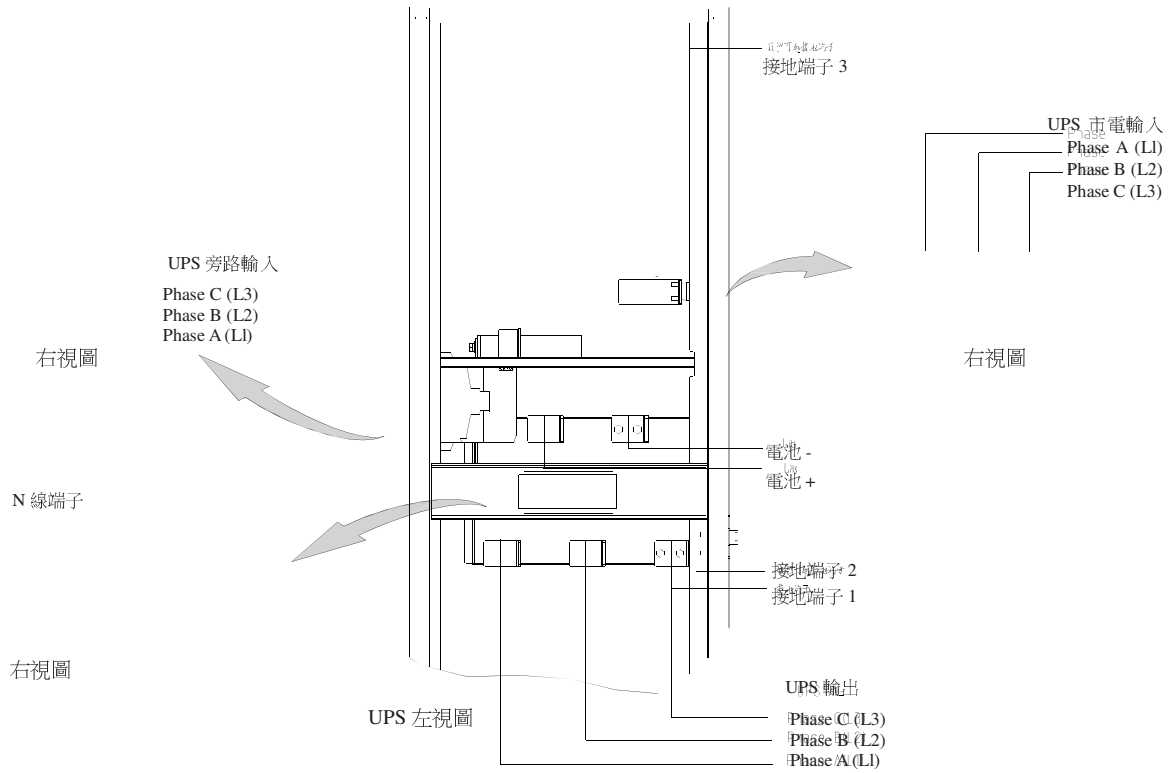 接地端子 3
UPS 市電輸入
Phase A (Ll)
Phase B (L2)
Phase C (L3)
UPS 旁路輸入
Phase C (L3)
Phase B (L2)
Phase A (Ll)
右視圖
右視圖
電池 -
電池 +
N 線端子
接地端子 2
接地端子 1
右視圖
UPS 輸出
UPS 左視圖
Phase C (L3)
Phase B (L2)
Phase A (Ll)